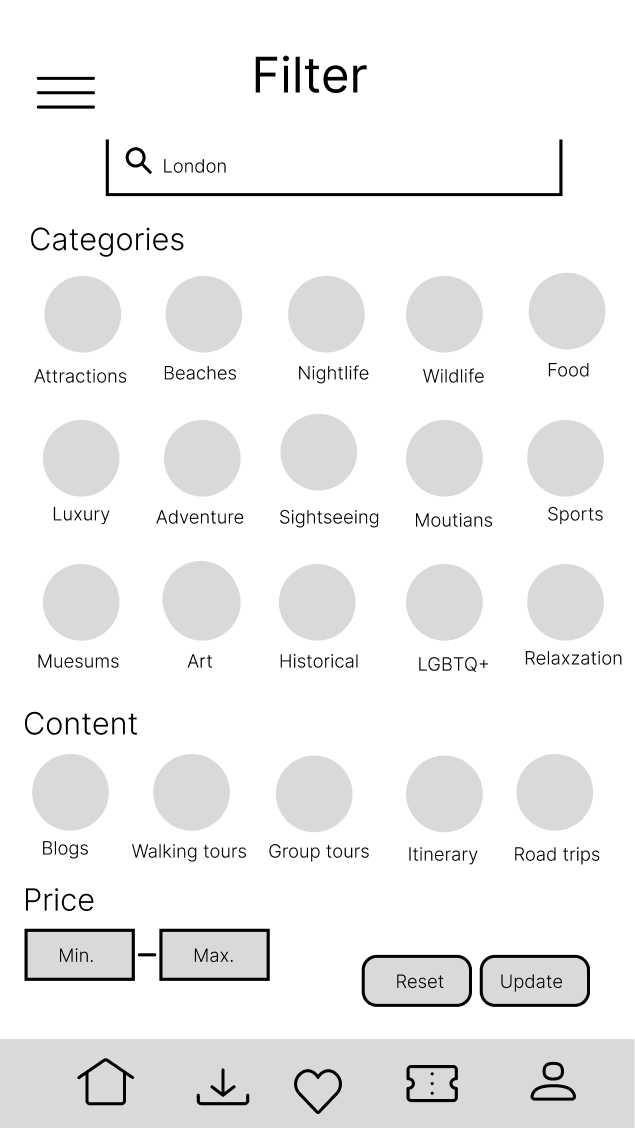 Filter
London
Categories
Attractions Beaches Nightlife Wildlife Food
Luxury Adventure Sightseeing Moutians Sports
Muesums Art Historical LGBTQ+ Relaxzation
Content
Blogs Walking tours Group tours Itinerary Road trips
Price
Min. Max.
Reset Update